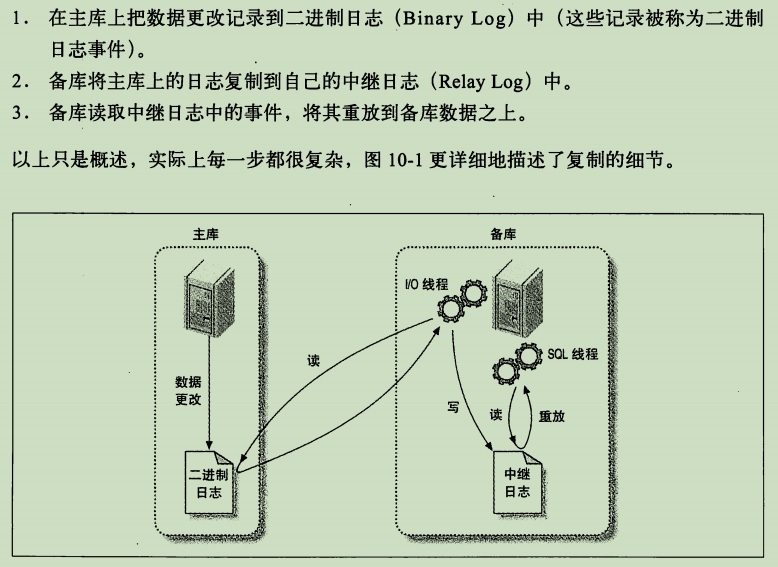 1. 在主库上把数据更改记录到二进制日志（Binary Log）中（这些记录被称为二进制
日志事件）。
2. 备库将主库上的日志复制到自己的中继日志（Relay Log）中。
3. 备库读取中继日志中的事件，将其重放到备库数据之上。
以上只是概述，实际上每一步都很复杂，图 10-1 更详细地描述了复制的细节。
主库
备库
I/O 线程
SQL 线程
读
数据
更改
写
读
重放
二进制
日志
中继
日志